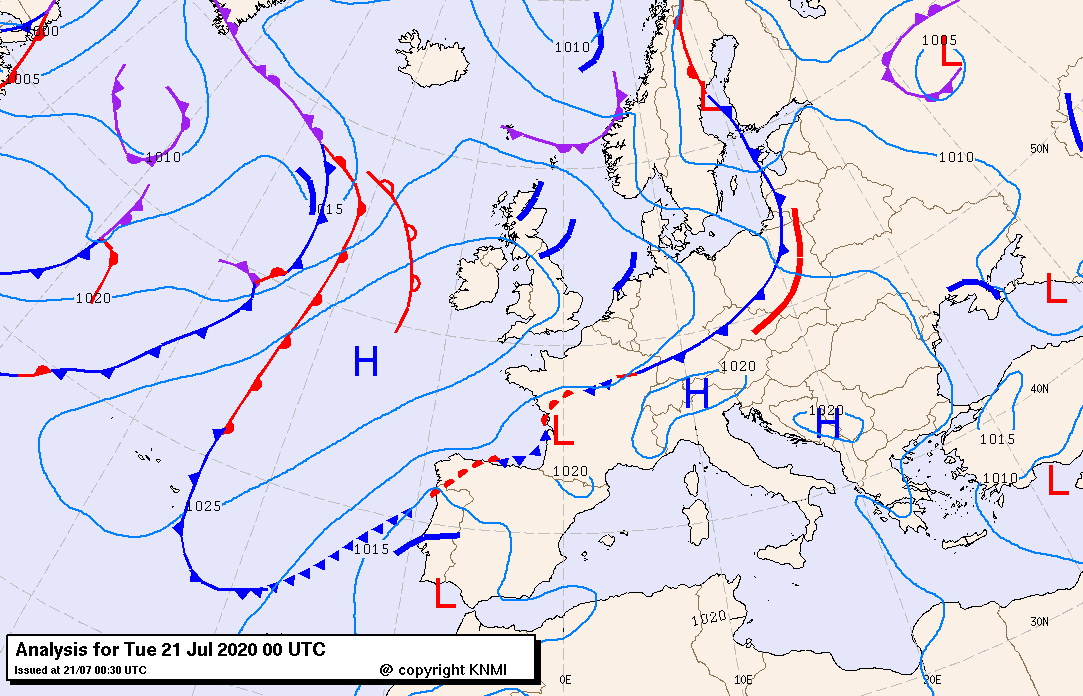 1000
1005
1010
1005
L
L
1010
50N
1010
1015
1020
L
H
1020
40N
H
1020
H
L
1015
1020
1010
L
1025
1015
L
1020
30N
Analysis for Tue 21 Jul 2020 00 UTC
Issued at 21/07 00:30 UTC
@ copyright KNMI
0E
10E
20E